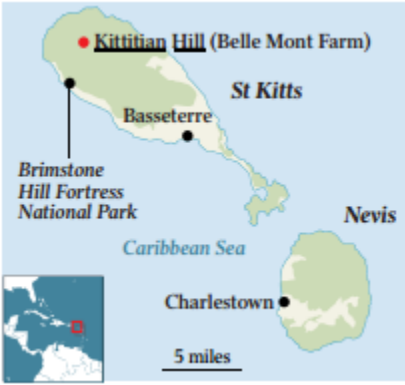 Kittitian Hill (Belle Mont Farm)
St Kitts
Basseterre
Brimstone
Hill Fortress
National Park
Nevis
Caribbean Sea
Charlestown
5 miles